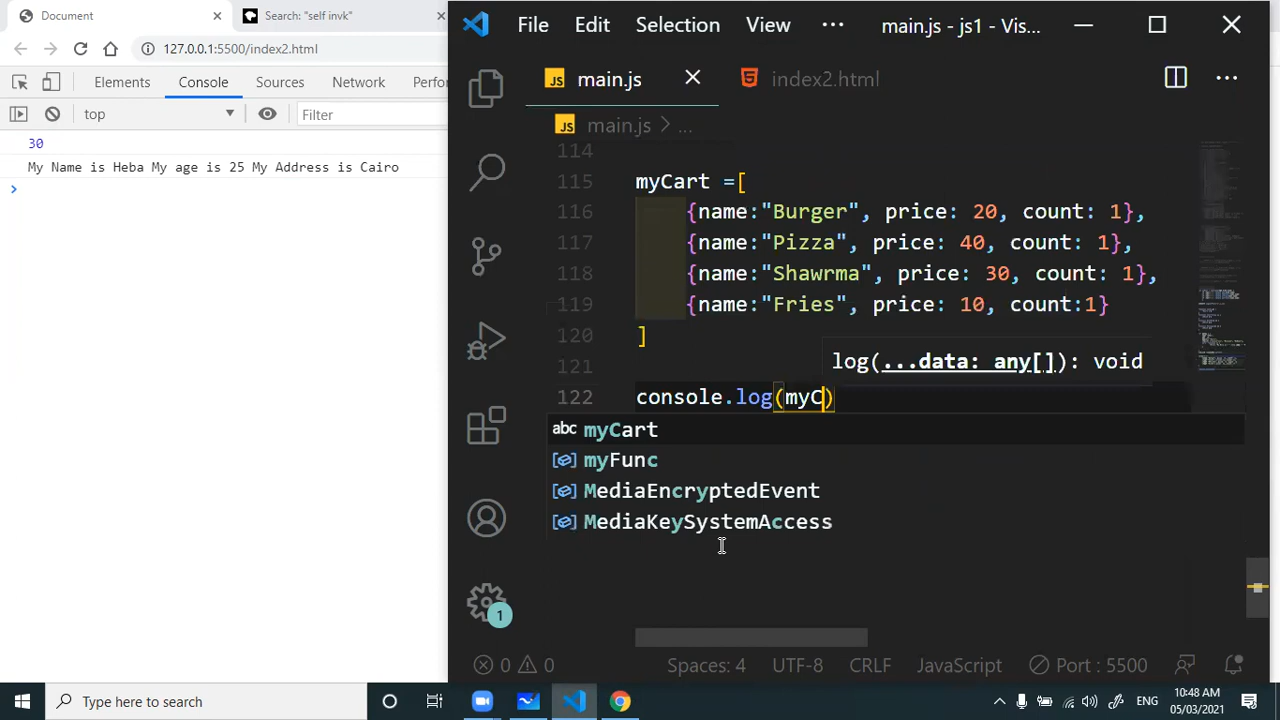 Document
Search: "self invk"
127.0.0.1:5500/index2.html
Elements Console Sources Network Perfor
top
Filter
30
My Name is Heba My age is 25 My Address is Cairo
File Edit Selection View ··· main.js - js1 - Vis...
main.js index2.html
main.js > ...
114
115 myCart =[
116 {name:"Burger", price: 20, count: 1},
117 {name:"Pizza", price: 40, count: 1},
118 {name:"Shawrma", price: 30, count: 1},
119 {name:"Fries", price: 10, count:1}
120 ]
121
log(...data: any[]): void
122 console.log(myC)
abc myCart
myFunc
MediaEncryptedEvent
MediaKeySystemAccess
1
0 0 Spaces: 4 UTF-8 CRLF JavaScript Port : 5500
Type here to search
ENG
10:48 AM
05/03/2021